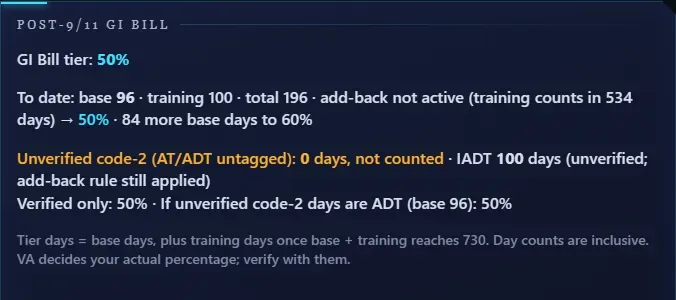 POST-9/11 GI BILL
GI Bill tier: 50%
To date: base 96 · training 100 · total 196 · add-back not active (training counts in 534
days) → 50% · 84 more base days to 60%
Unverified code-2 (AT/ADT untagged): 0 days, not counted · IADT 100 days (unverified;
add-back rule still applied)
Verified only: 50% · If unverified code-2 days are ADT (base 96): 50%
Tier days = base days, plus training days once base + training reaches 730. Day counts are inclusive.
VA decides your actual percentage; verify with them.